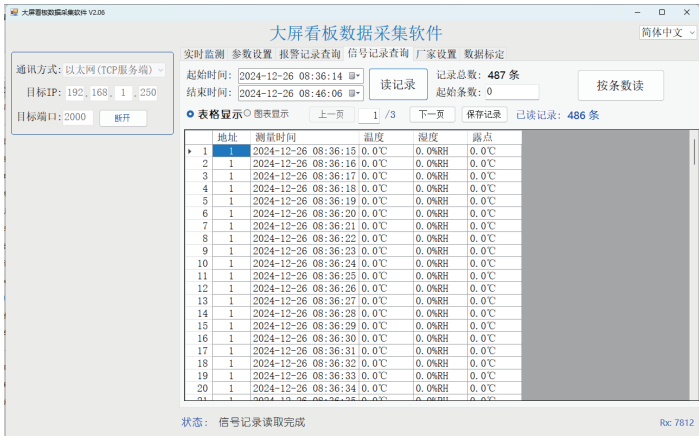 大屏看板数据采集软件 V2.06
大屏看板数据采集软件
简体中文
通讯方式: 以太网(TCP服务端)
目标IP: 192. 168. 1 .250
目标端口: 2000 断开
实时监测 参数设置 报警记录查询 信号记录查询 厂家设置 数据标定
起始时间: 2024-12-26 08:36:14
结束时间: 2024-12-26 08:46:06
读记录
记录总数: 487 条
起始条数: 0
按条数读
表格显示 图表显示 上一页 1 /3 下一页 保存记录 已读记录: 486 条
地址 测量时间 温度 湿度 露点
1 1 2024-12-26 08:36:15 0.0℃ 0.0%RH 0.0℃
2 1 2024-12-26 08:36:16 0.0℃ 0.0%RH 0.0℃
3 1 2024-12-26 08:36:17 0.0℃ 0.0%RH 0.0℃
4 1 2024-12-26 08:36:18 0.0℃ 0.0%RH 0.0℃
5 1 2024-12-26 08:36:19 0.0℃ 0.0%RH 0.0℃
6 1 2024-12-26 08:36:20 0.0℃ 0.0%RH 0.0℃
7 1 2024-12-26 08:36:21 0.0℃ 0.0%RH 0.0℃
8 1 2024-12-26 08:36:22 0.0℃ 0.0%RH 0.0℃
9 1 2024-12-26 08:36:23 0.0℃ 0.0%RH 0.0℃
10 1 2024-12-26 08:36:24 0.0℃ 0.0%RH 0.0℃
11 1 2024-12-26 08:36:25 0.0℃ 0.0%RH 0.0℃
12 1 2024-12-26 08:36:26 0.0℃ 0.0%RH 0.0℃
13 1 2024-12-26 08:36:27 0.0℃ 0.0%RH 0.0℃
14 1 2024-12-26 08:36:28 0.0℃ 0.0%RH 0.0℃
15 1 2024-12-26 08:36:29 0.0℃ 0.0%RH 0.0℃
16 1 2024-12-26 08:36:30 0.0℃ 0.0%RH 0.0℃
17 1 2024-12-26 08:36:31 0.0℃ 0.0%RH 0.0℃
18 1 2024-12-26 08:36:32 0.0℃ 0.0%RH 0.0℃
19 1 2024-12-26 08:36:33 0.0℃ 0.0%RH 0.0℃
20 1 2024-12-26 08:36:34 0.0℃ 0.0%RH 0.0℃
状态: 信号记录读取完成
Rx: 7812